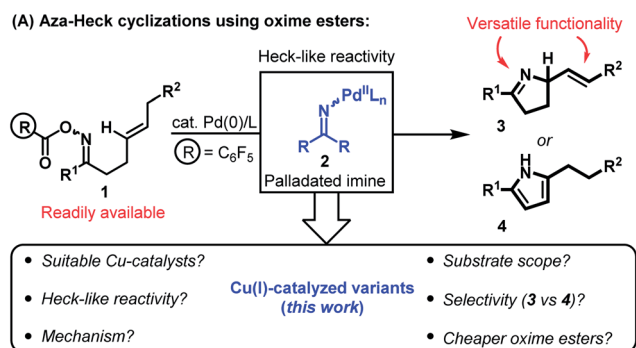 (A) Aza-Heck cyclizations using oxime esters:
Versatile functionality
Heck-like reactivity
R²
R
O
O
N
H
R¹
1
Readily available
cat. Pd(0)/L
R = C₆F₅
PdᴵᴵLₙ
N
R R
2
Palladated imine
N H
R²
R¹
3
or
H
N
R²
R¹
4
• Suitable Cu-catalysts?
• Heck-like reactivity?
• Mechanism?
Cu(I)-catalyzed variants
(this work)
• Substrate scope?
• Selectivity (3 vs 4)?
• Cheaper oxime esters?